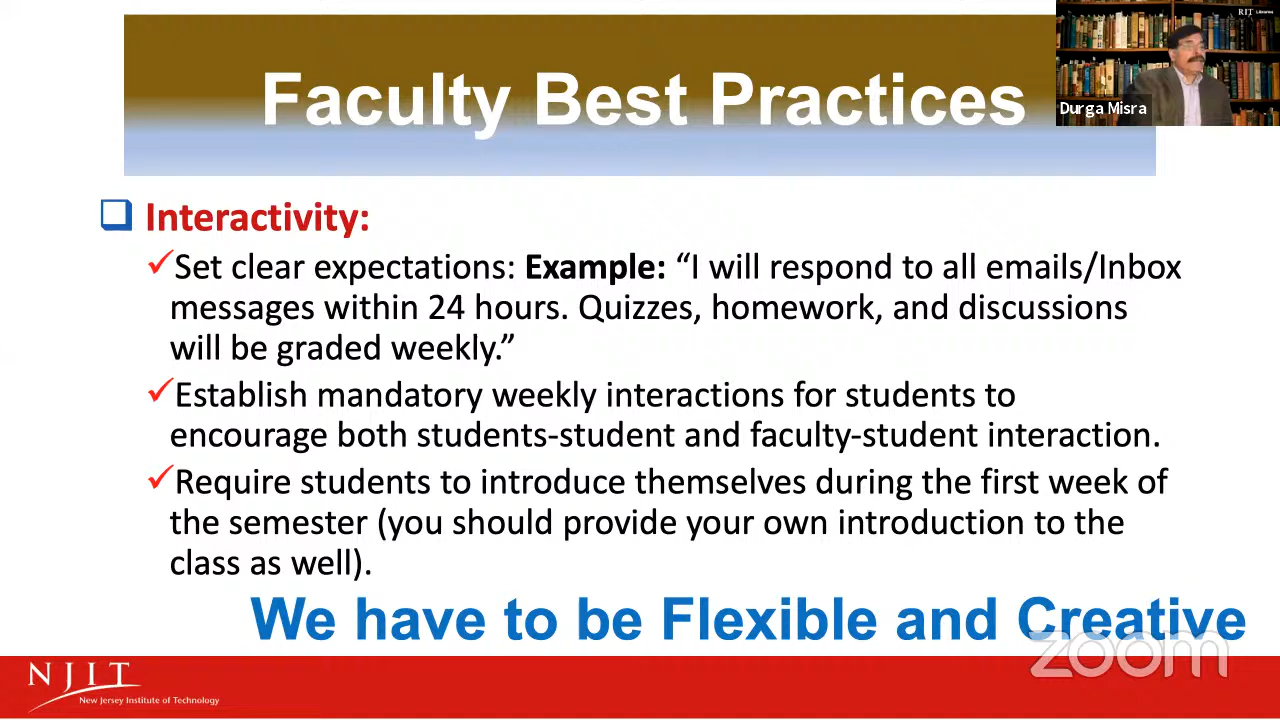 RIT Libraries
Faculty Best Practices
Durga Misra
Interactivity:
Set clear expectations: Example: “I will respond to all emails/Inbox
messages within 24 hours. Quizzes, homework, and discussions
will be graded weekly.”
Establish mandatory weekly interactions for students to
encourage both students-student and faculty-student interaction.
Require students to introduce themselves during the first week of
the semester (you should provide your own introduction to the
class as well).
We have to be Flexible and Creative
zoom
NJIT
New Jersey Institute of Technology